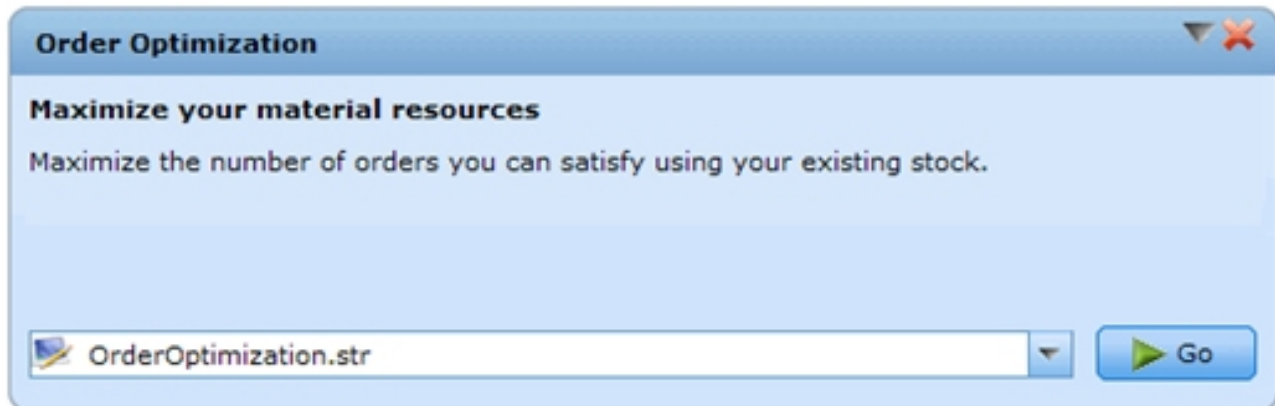 Order Optimization
Maximize your material resources
Maximize the number of orders you can satisfy using your existing stock.
OrderOptimization.str
Go